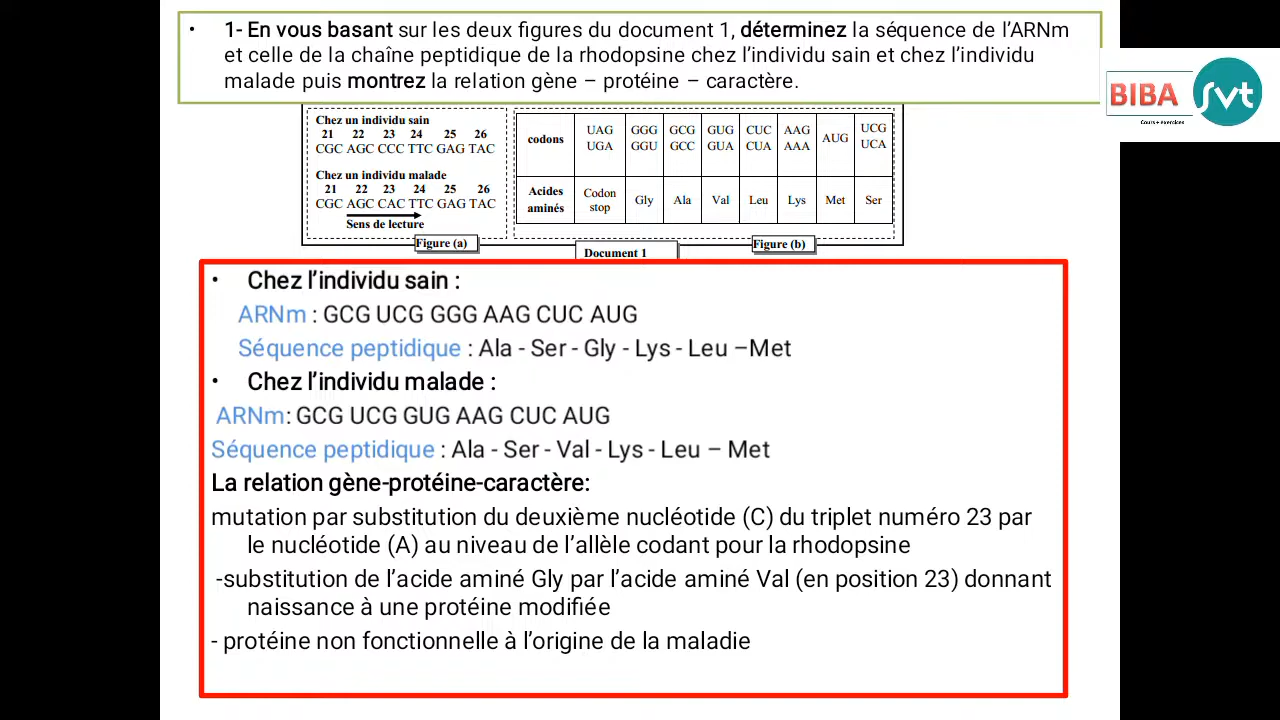 • 1- En vous basant sur les deux figures du document 1, déterminez la séquence de l'ARNm
et celle de la chaîne peptidique de la rhodopsine chez l'individu sain et chez l'individu
malade puis montrez la relation gène – protéine – caractère.
BIBA svt
Cours + exercices
Chez un individu sain
21 22 23 24 25 26
CGC AGC CCC TTC GAG TAC
Chez un individu malade
21 22 23 24 25 26
CGC AGC CAC TTC GAG TAC
Sens de lecture
Figure (a)
codons UAG GGG GCG GUG CUC AAG AUG UCG
UGA GGU GCC GUA CUA AAA UCA
Acides Codon Gly Ala Val Leu Lys Met Ser
aminés stop
Figure (b)
Document 1
• Chez l'individu sain :
ARNm : GCG UCG GGG AAG CUC AUG
Séquence peptidique : Ala - Ser - Gly - Lys - Leu –Met
• Chez l'individu malade :
ARNm: GCG UCG GUG AAG CUC AUG
Séquence peptidique : Ala - Ser - Val - Lys - Leu – Met
La relation gène-protéine-caractère:
mutation par substitution du deuxième nucléotide (C) du triplet numéro 23 par
le nucléotide (A) au niveau de l'allèle codant pour la rhodopsine
-substitution de l'acide aminé Gly par l'acide aminé Val (en position 23) donnant
naissance à une protéine modifiée
- protéine non fonctionnelle à l'origine de la maladie